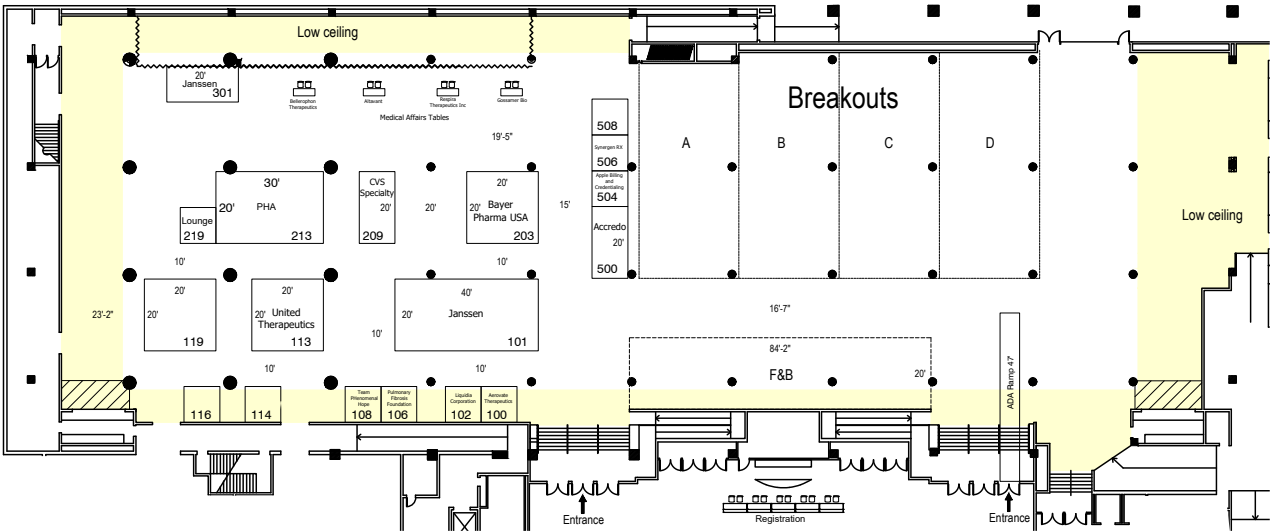 Low ceiling
Breakouts
20'
Janssen
301
Bellerophon
Therapeutics
Altavant
Respira
Therapeutics Inc
Gossamer Bio
Medical Affairs Tables
19'-5"
508
Synergen RX
506
Apple Billing
and
Credentialing
504
Accredo
20'
500
A
B
C
D
30'
20'
PHA
213
Lounge
219
CVS
Specialty
20'
209
20'
20'
20'
Bayer
Pharma USA
203
15'
Low ceiling
10'
10'
20'
20'
119
20'
20'
United
Therapeutics
113
40'
20'
Janssen
101
23'-2"
10'
10'
10'
16'-7"
84'-2"
F&B
20'
ADA Ramp 47
116
114
Team
PHenomenal
Hope
108
Pulmonary
Fibrosis
Foundation
106
Liquidia
Corporation
102
Aerovate
Therapeutics
100
Entrance
Registration
Entrance